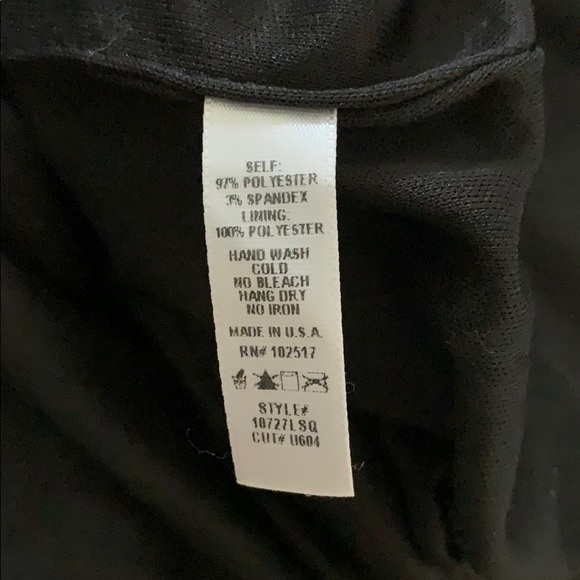 SELF:
97% POLYESTER
3% SPANDEX
LINING:
100% POLYESTER
HAND WASH
COLD
NO BLEACH
HANG DRY
NO IRON
MADE IN U.S.A.
RN# 102517
STYLE#
10727LSQ
CUT# U604